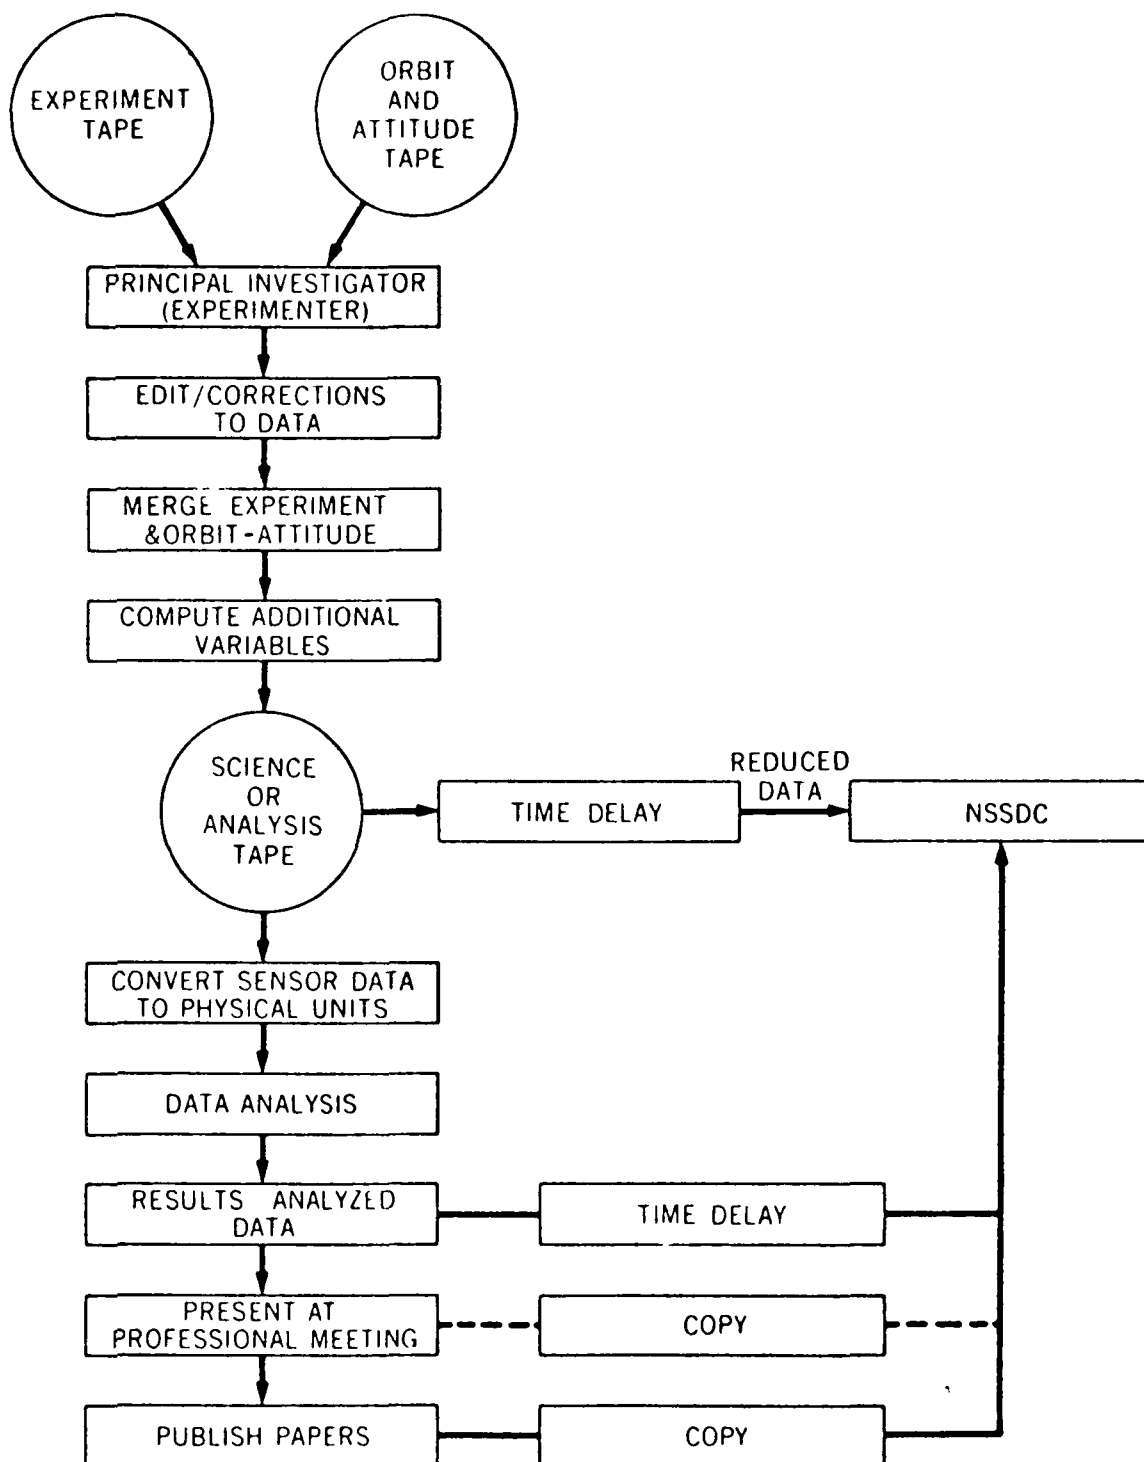 EXPERIMENT
TAPE
ORBIT
AND
ATTITUDE
TAPE
PRINCIPAL INVESTIGATOR
(EXPERIMENTER)
EDIT/CORRECTIONS
TO DATA
MERGE EXPERIMENT
&ORBIT-ATTITUDE
COMPUTE ADDITIONAL
VARIABLES
SCIENCE
OR
ANALYSIS
TAPE
TIME DELAY
REDUCED
DATA
NSSDC
CONVERT SENSOR DATA
TO PHYSICAL UNITS
DATA ANALYSIS
RESULTS ANALYZED
DATA
TIME DELAY
PRESENT AT
PROFESSIONAL MEETING
COPY
PUBLISH PAPERS
COPY